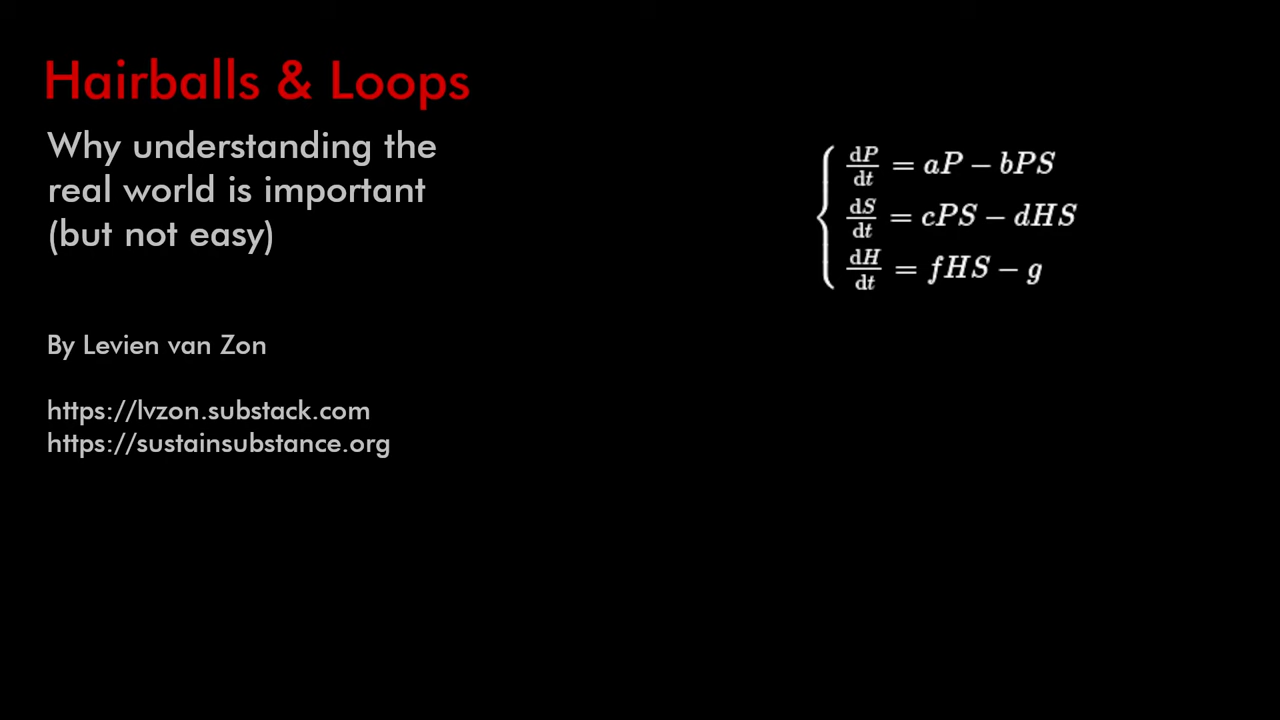 Hairballs & Loops
Why understanding the
real world is important
(but not easy)
By Levien van Zon
https://lvzon.substack.com
https://sustainsubstance.org
dP/dt = aP − bPS
dS/dt = cPS − dHS
dH/dt = fHS − g